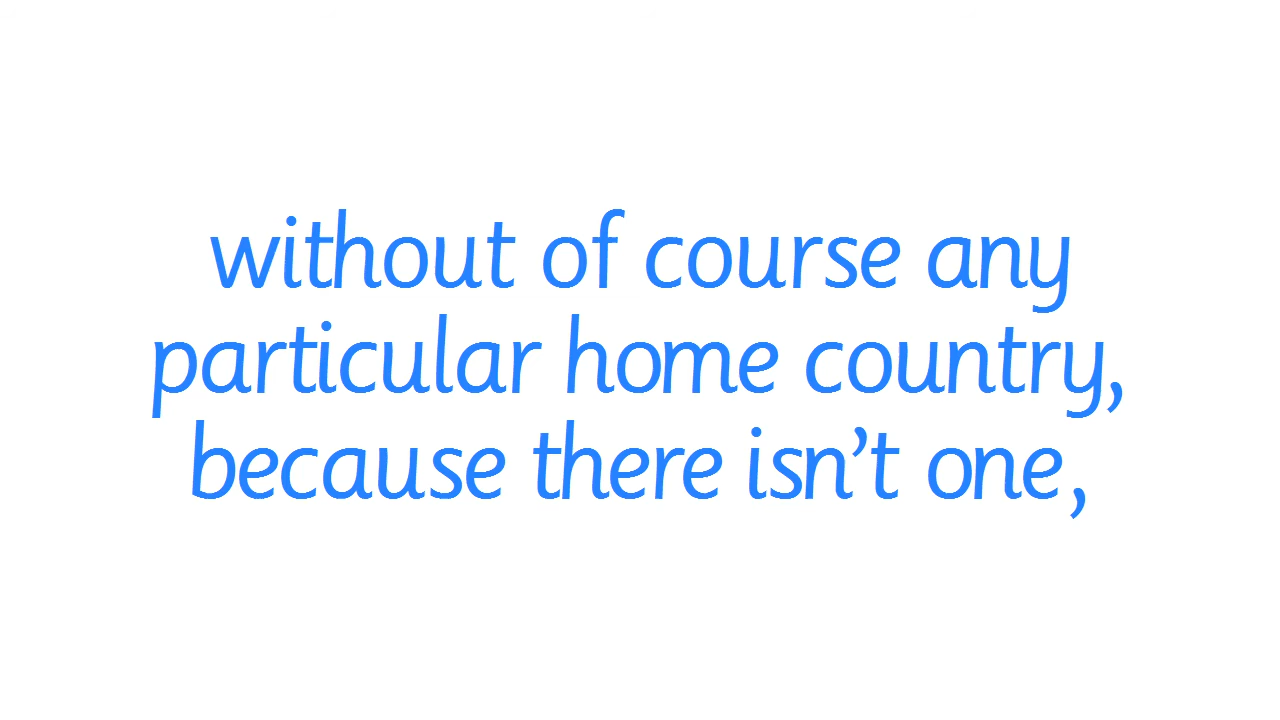 without of course any
particular home country,
because there isn’t one,